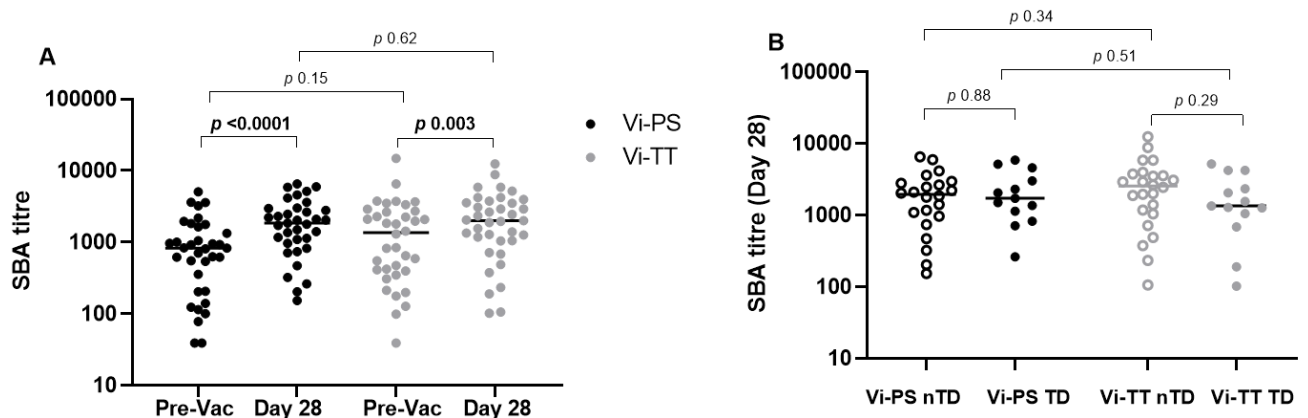 A
p 0.62
p 0.15
p <0.0001
p 0.003
100000
10000
1000
100
10
SBA titre
Pre-Vac
Day 28
Pre-Vac
Day 28
Vi-PS
Vi-TT
B
p 0.34
p 0.51
p 0.88
p 0.29
100000
10000
1000
100
10
SBA titre (Day 28)
Vi-PS nTD
Vi-PS TD
Vi-TT nTD
Vi-TT TD